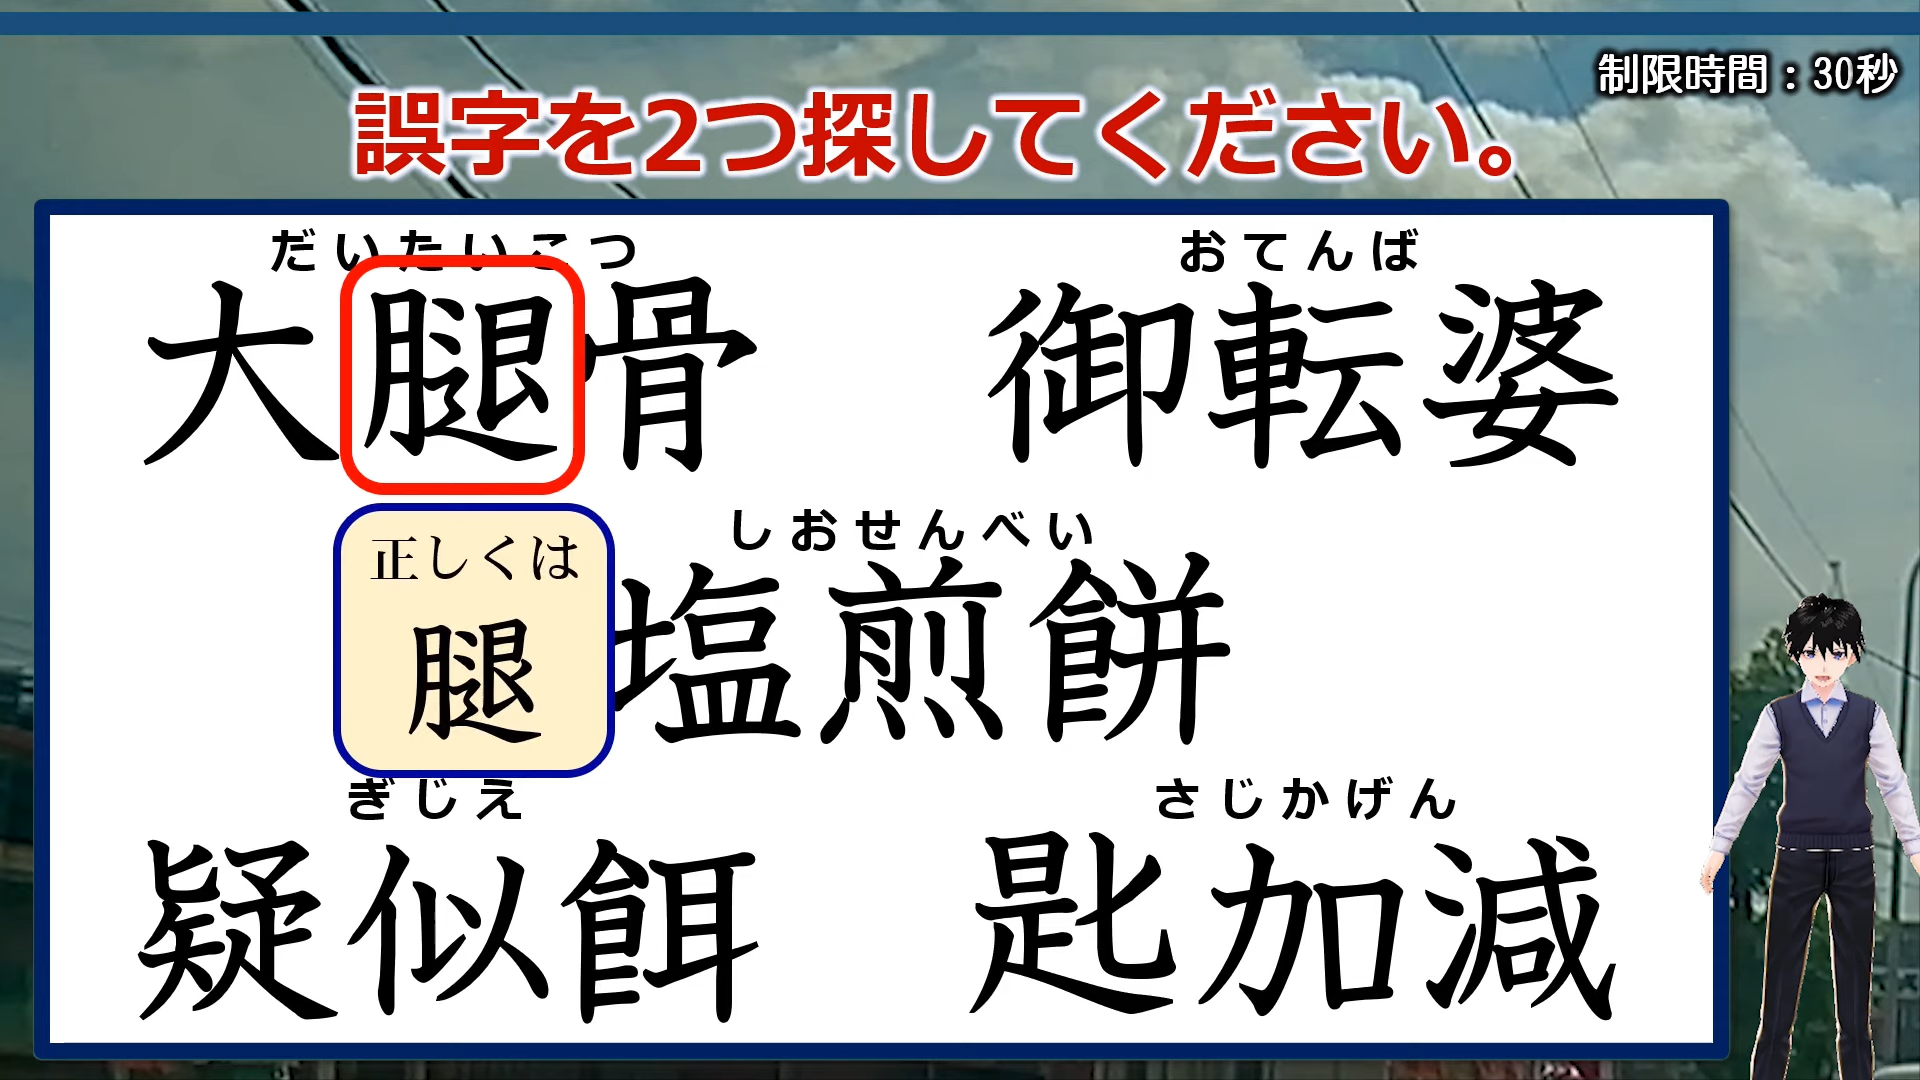 制限時間：30秒
誤字を2つ探してください。
だいたいこつ
大腿骨
おてんば
御転婆
正しくは
腿
しおせんべい
塩煎餅
ぎじえ
疑似餌
さじかげん
匙加減